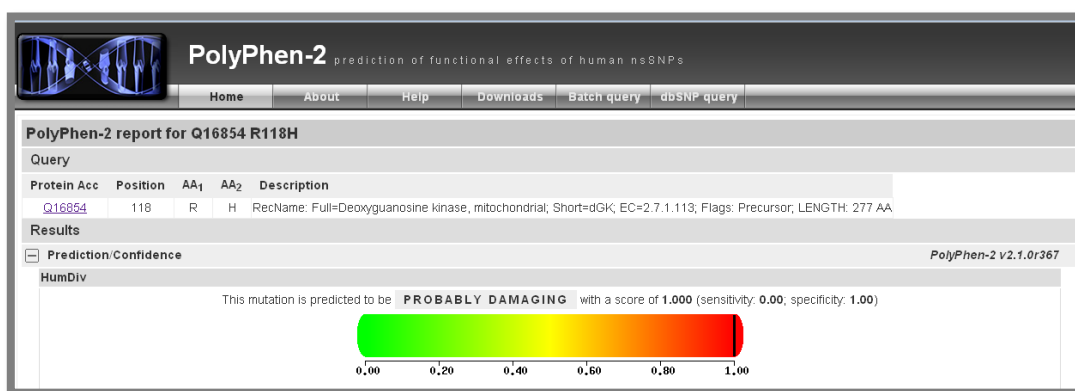 PolyPhen-2 prediction of functional effects of human nsSNPs
Home About Help Downloads Batch query dbSNP query
PolyPhen-2 report for Q16854 R118H
Query
Protein Acc Position AA1 AA2 Description
Q16854 118 R H RecName: Full=Deoxyguanosine kinase, mitochondrial; Short=dGK; EC=2.7.1.113; Flags: Precursor; LENGTH: 277 AA
Results
Prediction/Confidence PolyPhen-2 v2.1.0r367
HumDiv
This mutation is predicted to be PROBABLY DAMAGING with a score of 1.000 (sensitivity: 0.00; specificity: 1.00)
0.00 0.20 0.40 0.60 0.80 1.00